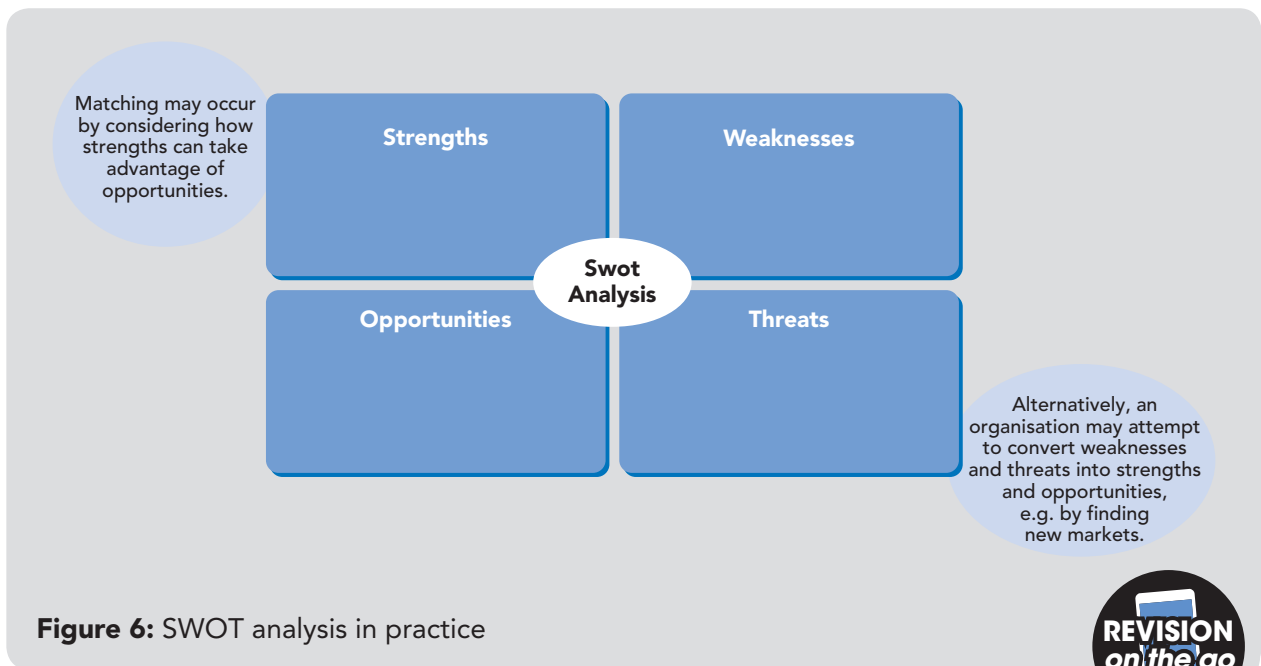 Matching may occur
by considering how
strengths can take
advantage of
opportunities.
Strengths
Weaknesses
Swot
Analysis
Opportunities
Threats
Alternatively, an
organisation may attempt
to convert weaknesses
and threats into strengths
and opportunities,
e.g. by finding
new markets.
Figure 6: SWOT analysis in practice
REVISION
on the go